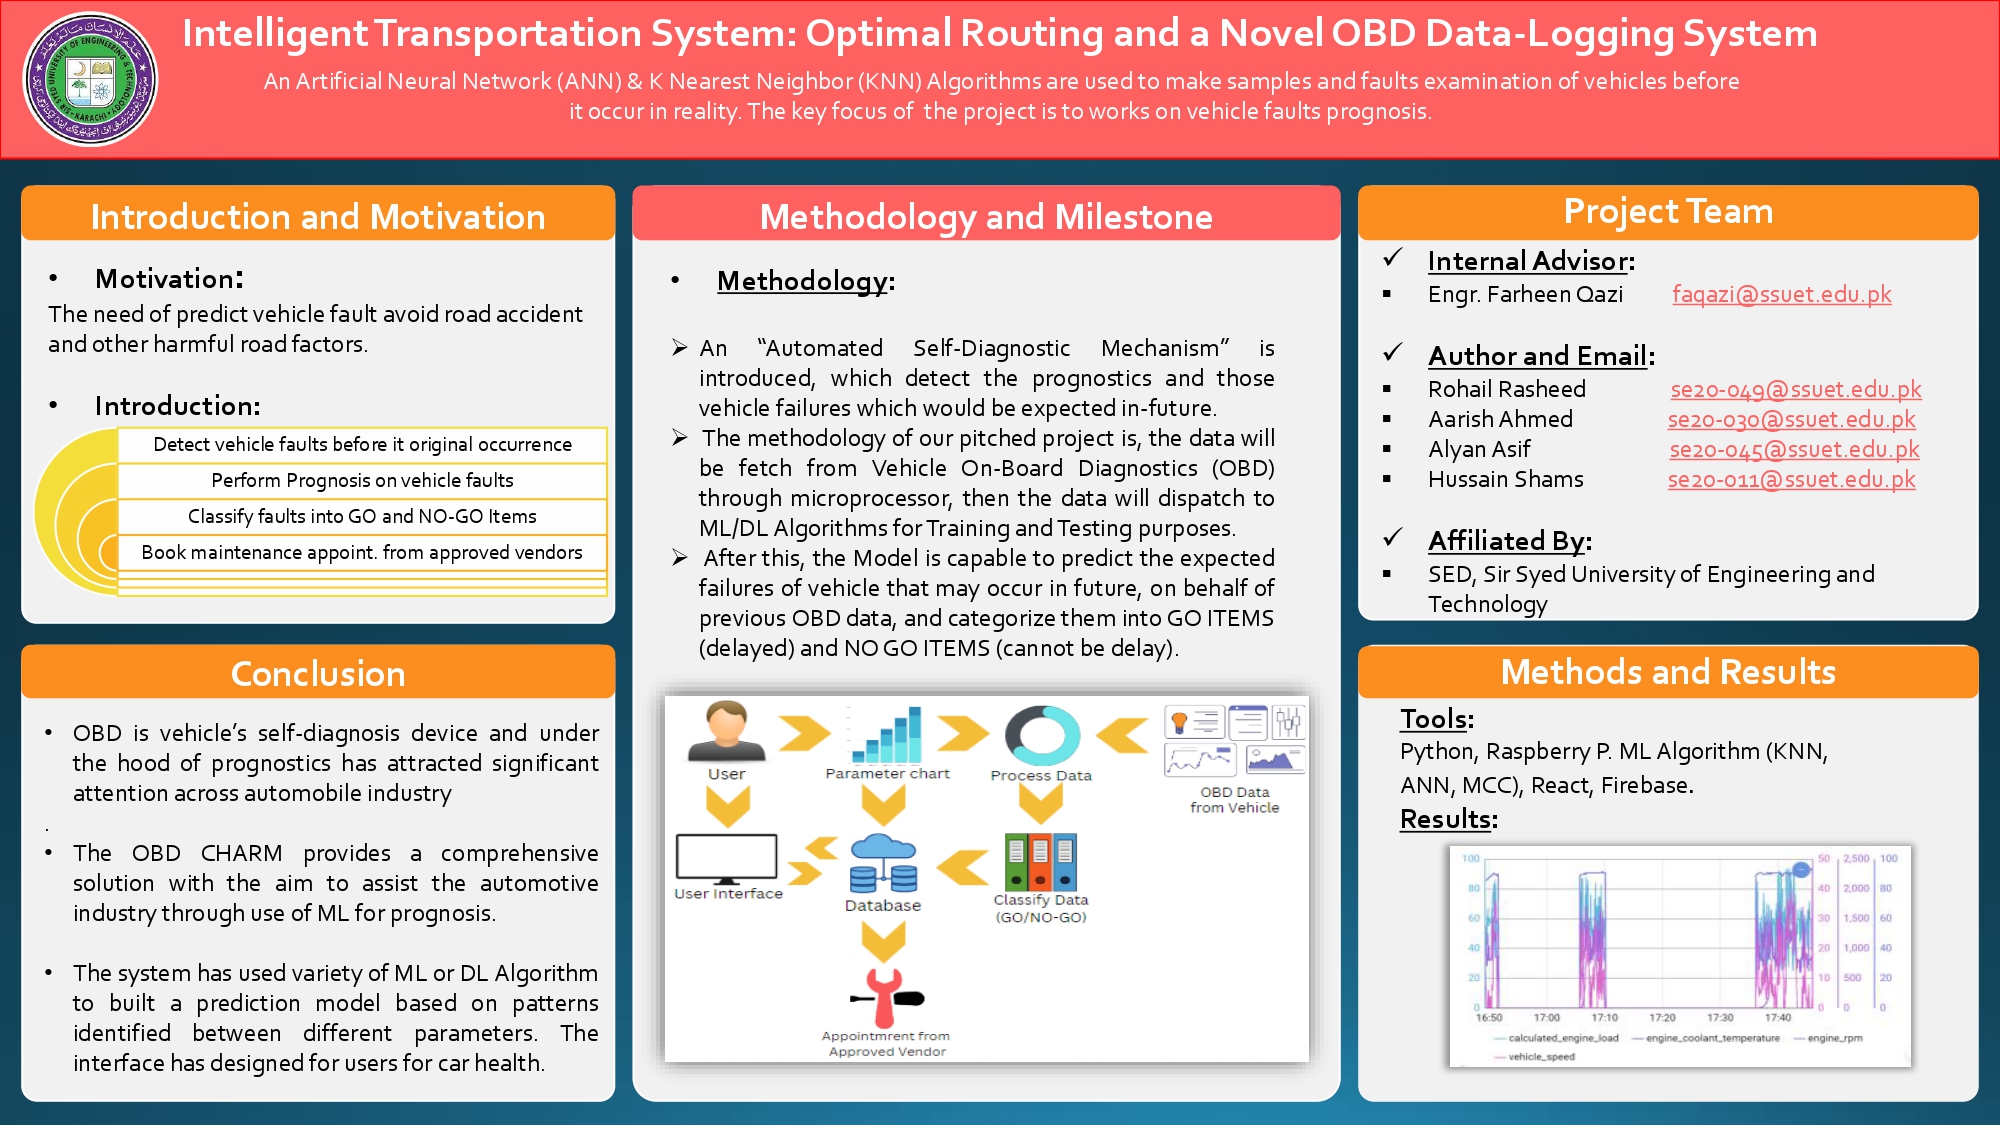 Intelligent Transportation System: Optimal Routing and a Novel OBD Data-Logging System
An Artificial Neural Network (ANN) & K Nearest Neighbor (KNN) Algorithms are used to make samples and faults examination of vehicles before
it occur in reality. The key focus of the project is to works on vehicle faults prognosis.
Introduction and Motivation
• Motivation:
The need of predict vehicle fault avoid road accident
and other harmful road factors.
• Introduction:
Detect vehicle faults before it original occurrence
Perform Prognosis on vehicle faults
Classify faults into GO and NO-GO Items
Book maintenance appoint. from approved vendors
Conclusion
• OBD is vehicle’s self-diagnosis device and under
the hood of prognostics has attracted significant
attention across automobile industry
.
• The OBD CHARM provides a comprehensive
solution with the aim to assist the automotive
industry through use of ML for prognosis.
• The system has used variety of ML or DL Algorithm
to built a prediction model based on patterns
identified between different parameters. The
interface has designed for users for car health.
Methodology and Milestone
• Methodology:
➢ An “Automated Self-Diagnostic Mechanism” is
introduced, which detect the prognostics and those
vehicle failures which would be expected in-future.
➢ The methodology of our pitched project is, the data will
be fetch from Vehicle On-Board Diagnostics (OBD)
through microprocessor, then the data will dispatch to
ML/DL Algorithms for Training and Testing purposes.
➢ After this, the Model is capable to predict the expected
failures of vehicle that may occur in future, on behalf of
previous OBD data, and categorize them into GO ITEMS
(delayed) and NO GO ITEMS (cannot be delay).
User
Parameter chart
Process Data
OBD Data
from Vehicle
User Interface
Database
Classify Data
(GO/NO-GO)
Appointmrent from
Approved Vendor
Project Team
✓ Internal Advisor:
▪ Engr. Farheen Qazi faqazi@ssuet.edu.pk
✓ Author and Email:
▪ Rohail Rasheed se20-049@ssuet.edu.pk
▪ Aarish Ahmed se20-030@ssuet.edu.pk
▪ Alyan Asif se20-045@ssuet.edu.pk
▪ Hussain Shams se20-011@ssuet.edu.pk
✓ Affiliated By:
▪ SED, Sir Syed University of Engineering and
Technology
Methods and Results
Tools:
Python, Raspberry P. ML Algorithm (KNN,
ANN, MCC), React, Firebase.
Results:
100 50 2,500 100
80 40 2,000 80
60 30 1,500 60
40 20 1,000 40
20 10 500 20
0 0 0 0
16:50 17:00 17:10 17:20 17:30 17:40
calculated_engine_load engine_coolant_temperature engine_rpm
vehicle_speed